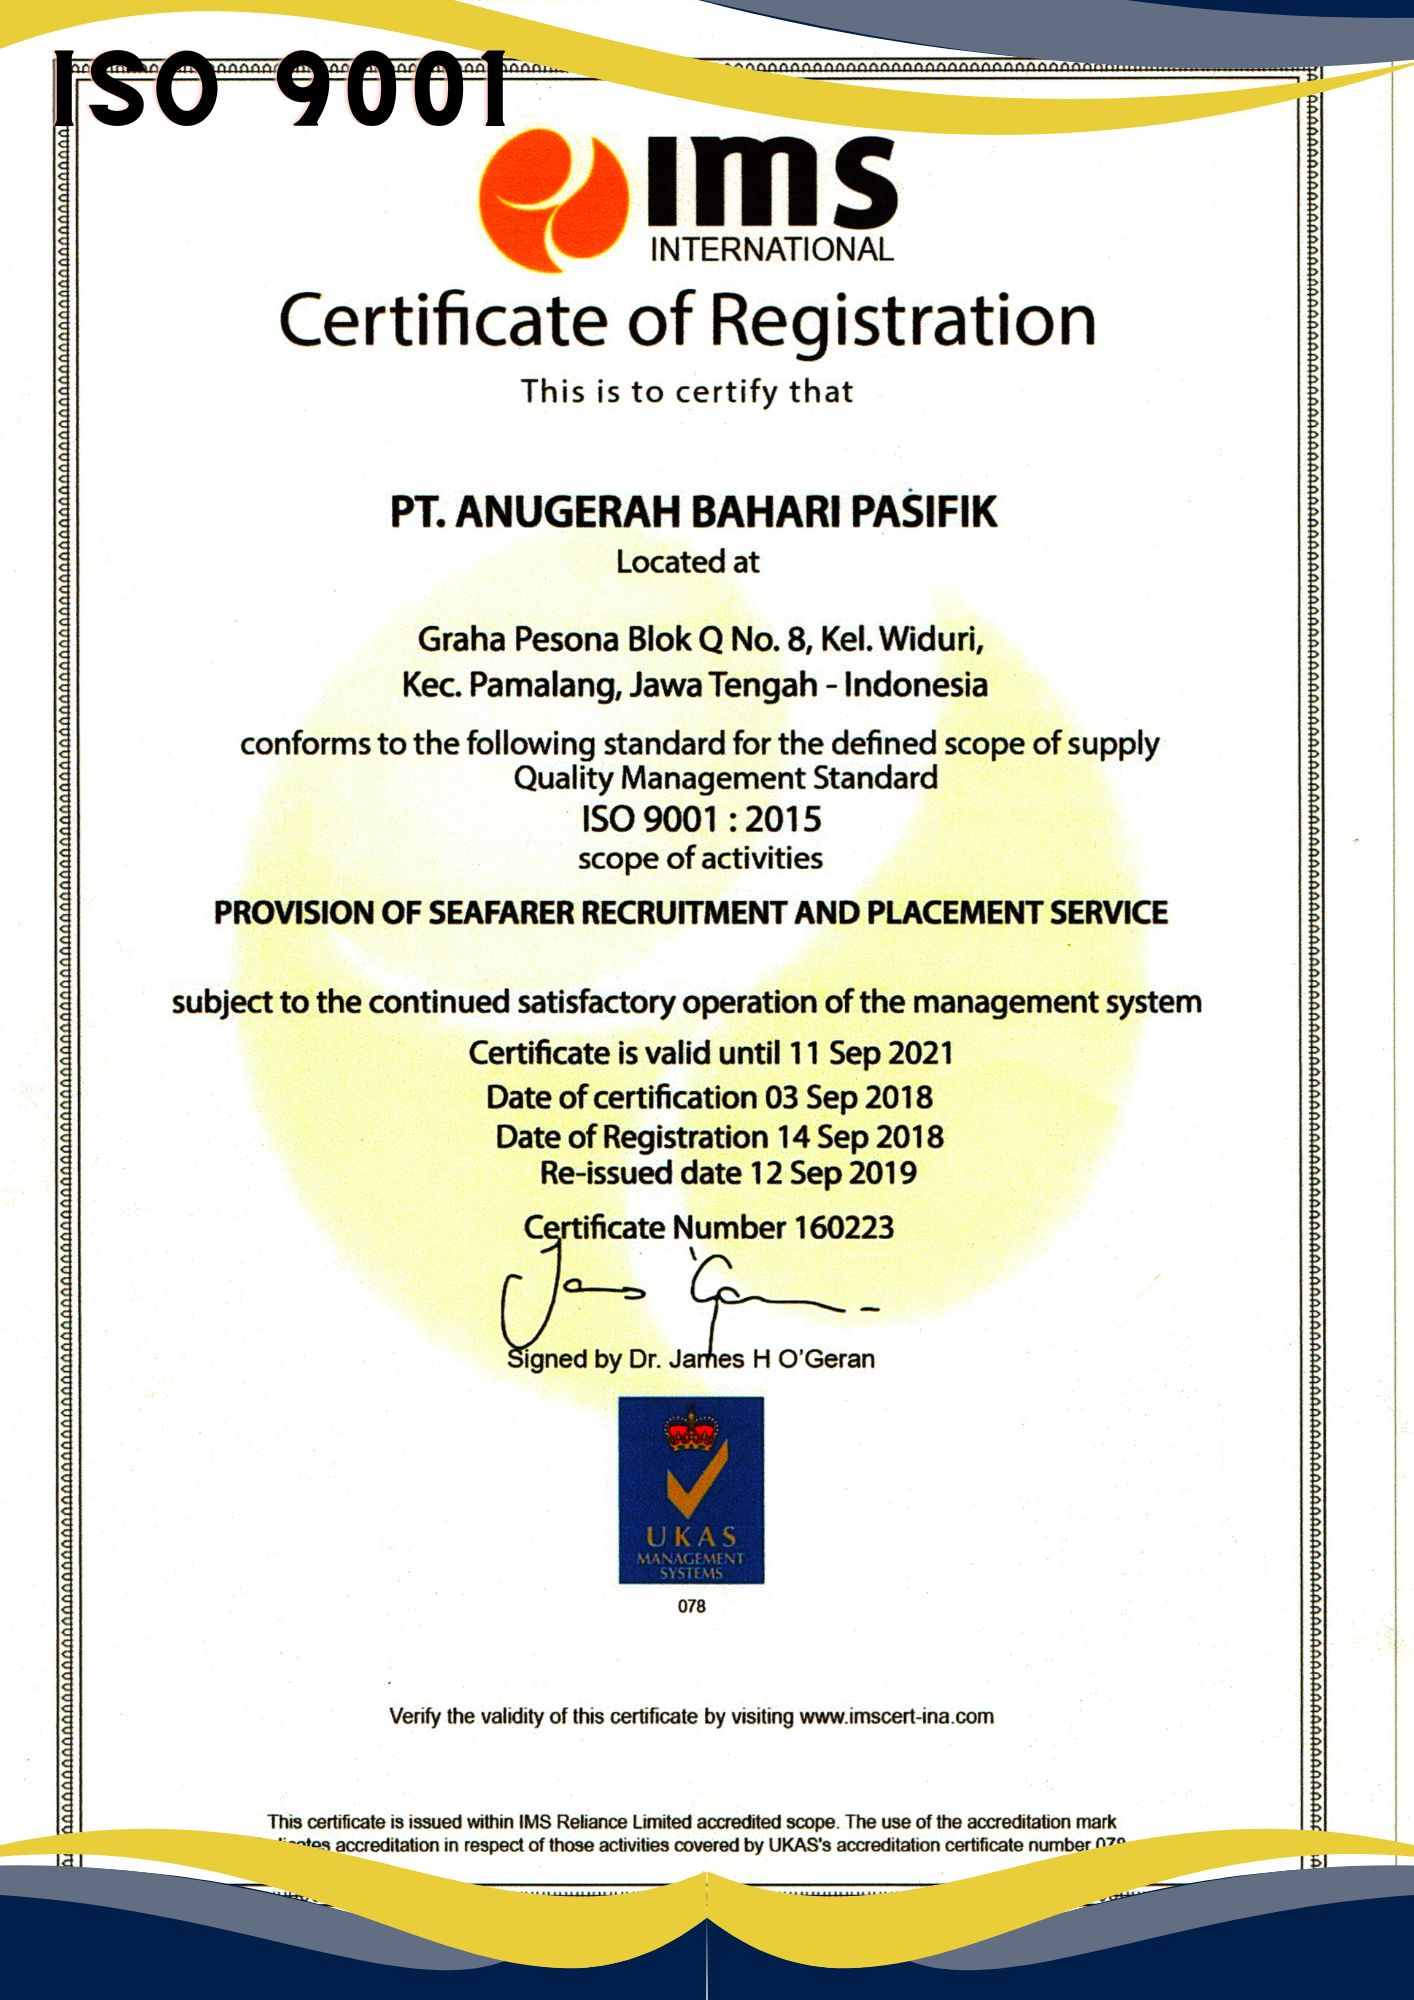 ISO 9001
ims
INTERNATIONAL
Certificate of Registration
This is to certify that
PT. ANUGERAH BAHARI PASIFIK
Located at
Graha Pesona Blok Q No. 8, Kel. Widuri,
Kec. Pamalang, Jawa Tengah - Indonesia
conforms to the following standard for the defined scope of supply
Quality Management Standard
ISO 9001 : 2015
scope of activities
PROVISION OF SEAFARER RECRUITMENT AND PLACEMENT SERVICE
subject to the continued satisfactory operation of the management system
Certificate is valid until 11 Sep 2021
Date of certification 03 Sep 2018
Date of Registration 14 Sep 2018
Re-issued date 12 Sep 2019
Certificate Number 160223
Signed by Dr. James H O'Geran
UKAS
MANAGEMENT
SYSTEMS
078
Verify the validity of this certificate by visiting www.imscert-ina.com
This certificate is issued within IMS Reliance Limited accredited scope. The use of the accreditation mark
accreditation in respect of those activities covered by UKAS's accreditation certificate number